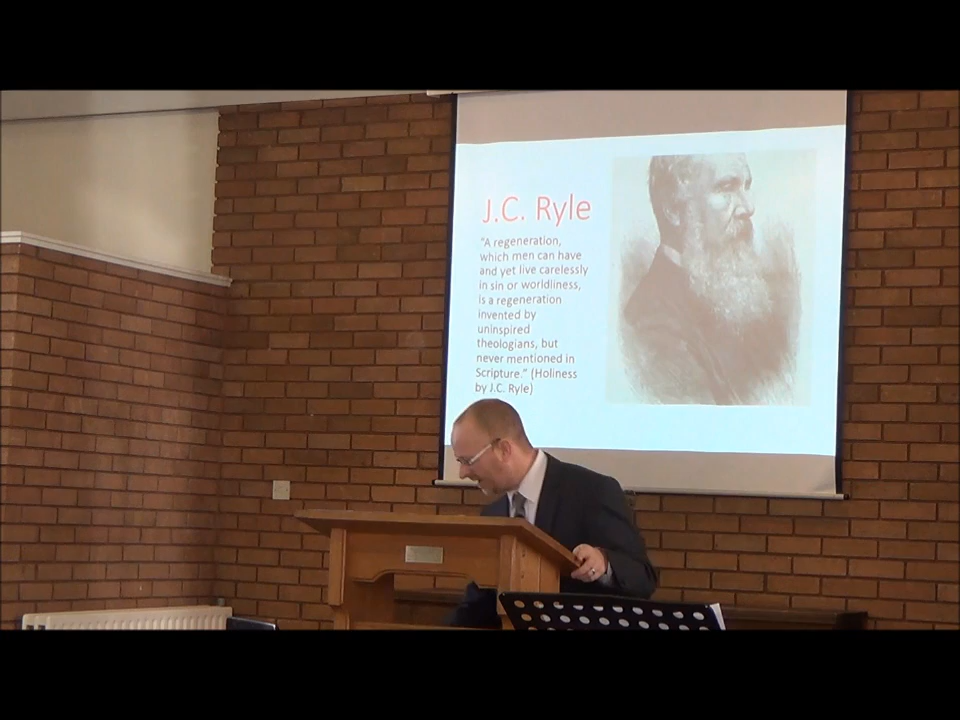 J.C. Ryle
"A regeneration,
which men can have
and yet live carelessly
in sin or worldliness,
is a regeneration
invented by
uninspired
theologians, but
never mentioned in
Scripture." (Holiness
by J.C. Ryle)